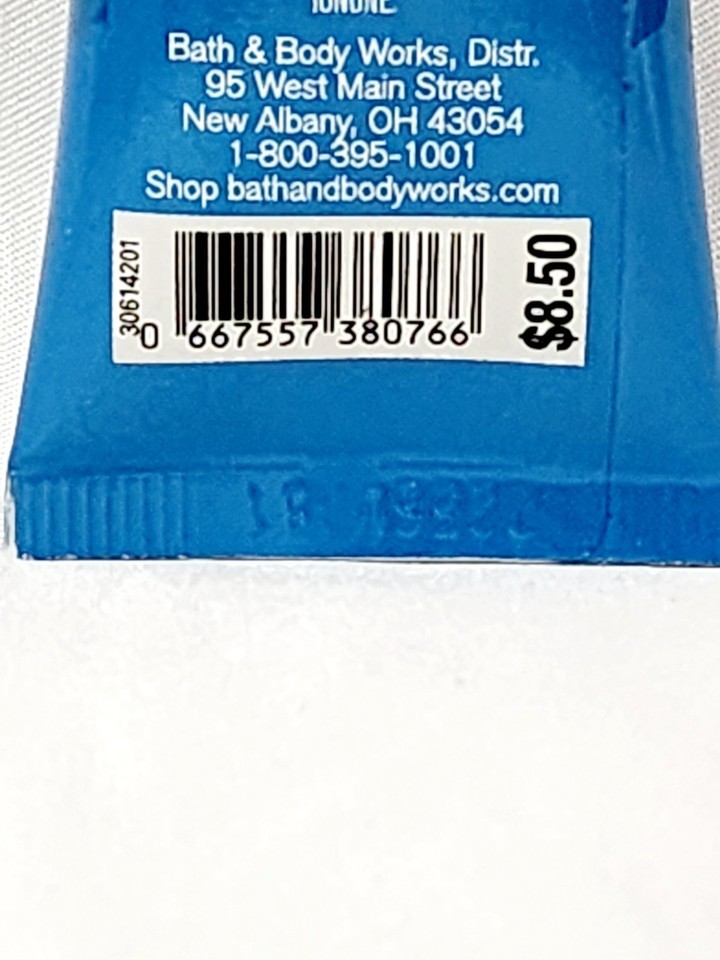 Bath & Body Works, Distr.
95 West Main Street
New Albany, OH 43054
1-800-395-1001
Shop bathandbodyworks.com
30614201
0 667557 380766
$8.50